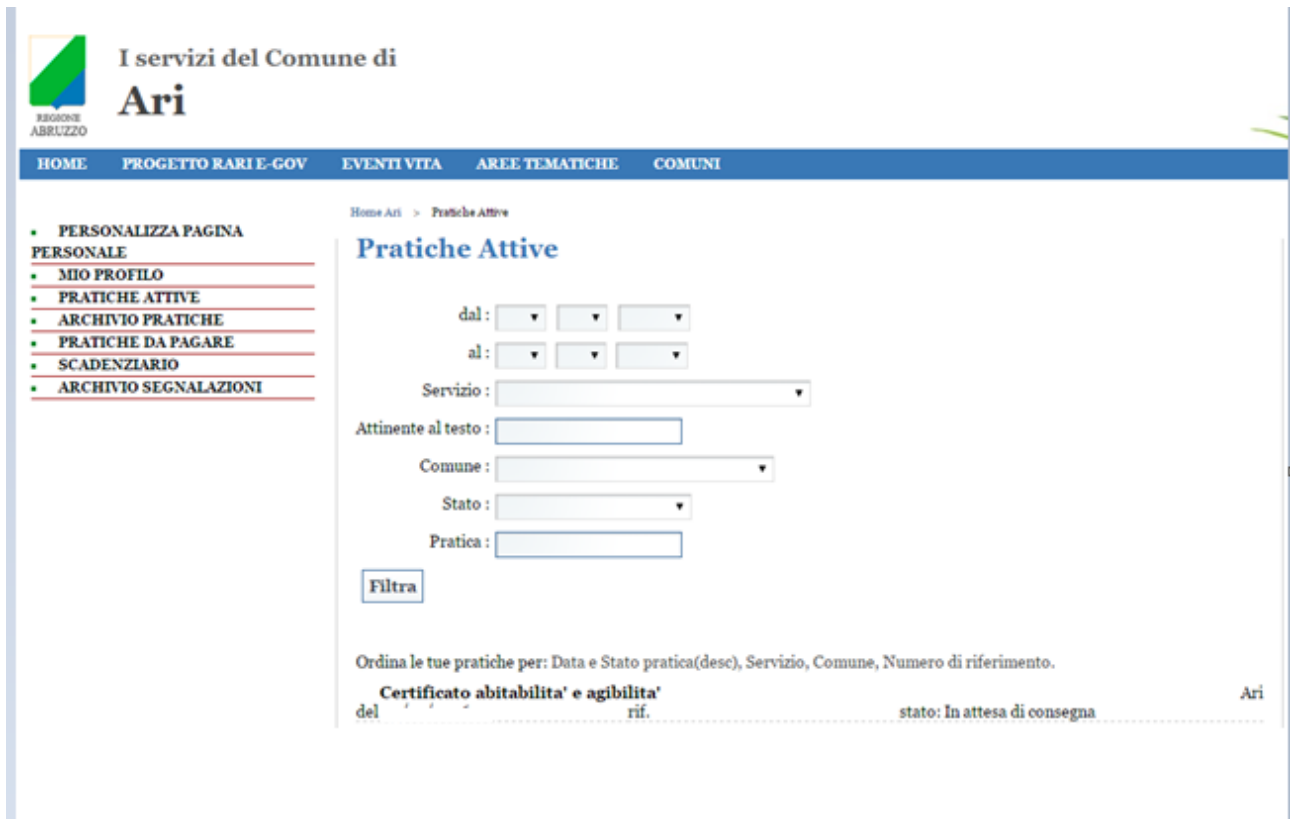 I servizi del Comune di
Ari
REGIONE
ABRUZZO
HOME PROGETTO RARI E-GOV EVENTI VITA AREE TEMATICHE COMUNI
Home Ari > Pratiche Attive
PERSONALIZZA PAGINA
PERSONALE
MIO PROFILO
PRATICHE ATTIVE
ARCHIVIO PRATICHE
PRATICHE DA PAGARE
SCADENZIARIO
ARCHIVIO SEGNALAZIONI
Pratiche Attive
dal :
al :
Servizio :
Attinente al testo :
Comune :
Stato :
Pratica :
Filtra
Ordina le tue pratiche per: Data e Stato pratica(desc), Servizio, Comune, Numero di riferimento.
Certificato abitabilita' e agibilita' Ari
del rif. stato: In attesa di consegna